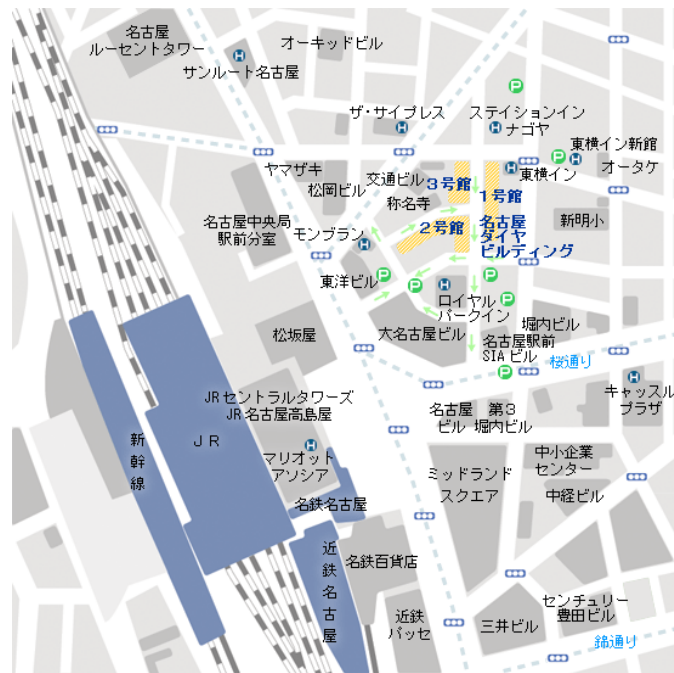 名古屋
ルーセントタワー
オーキッドビル
サンルート名古屋
ザ・サイプレス
ステイションイン
ナゴヤ
東横イン新館
オータケ
ヤマザキ
松岡ビル
交通ビル
3号館
東横イン
称名寺
1号館
名古屋中央局
駅前分室
モンブラン
2号館
名古屋
ダイヤ
ビルディング
新明小
東洋ビル
ロイヤル
パークイン
松坂屋
大名古屋ビル
堀内ビル
名古屋駅前
SIAビル
桜通り
JRセントラルタワーズ
JR名古屋高島屋
名古屋
ビル
第3
堀内ビル
キャッスル
プラザ
新幹線
JR
マリオット
アソシア
ミッドランド
スクエア
中小企業
センター
中経ビル
名鉄名古屋
近鉄名古屋
名鉄百貨店
近鉄
パッセ
三井ビル
センチュリー
豊田ビル
錦通り
H
H
H
H
H
H
H
H
H
P
P
P
P
P
P
P